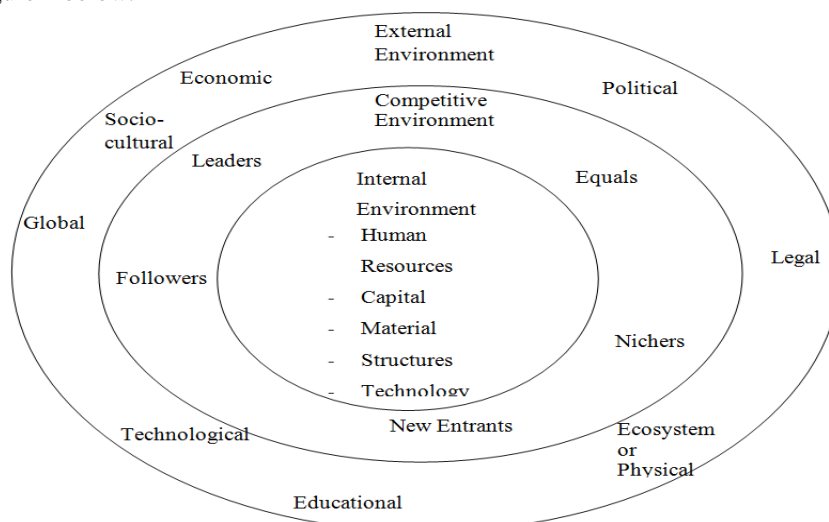 External
Environment
Economic
Political
Competitive
Environment
Socio-
cultural
Leaders
Equals
Internal
Environment
Global
- Human
Resources
Legal
Followers
- Capital
- Material
- Structures
Nichers
- Technology
New Entrants
Technological
Ecosystem
or
Physical
Educational